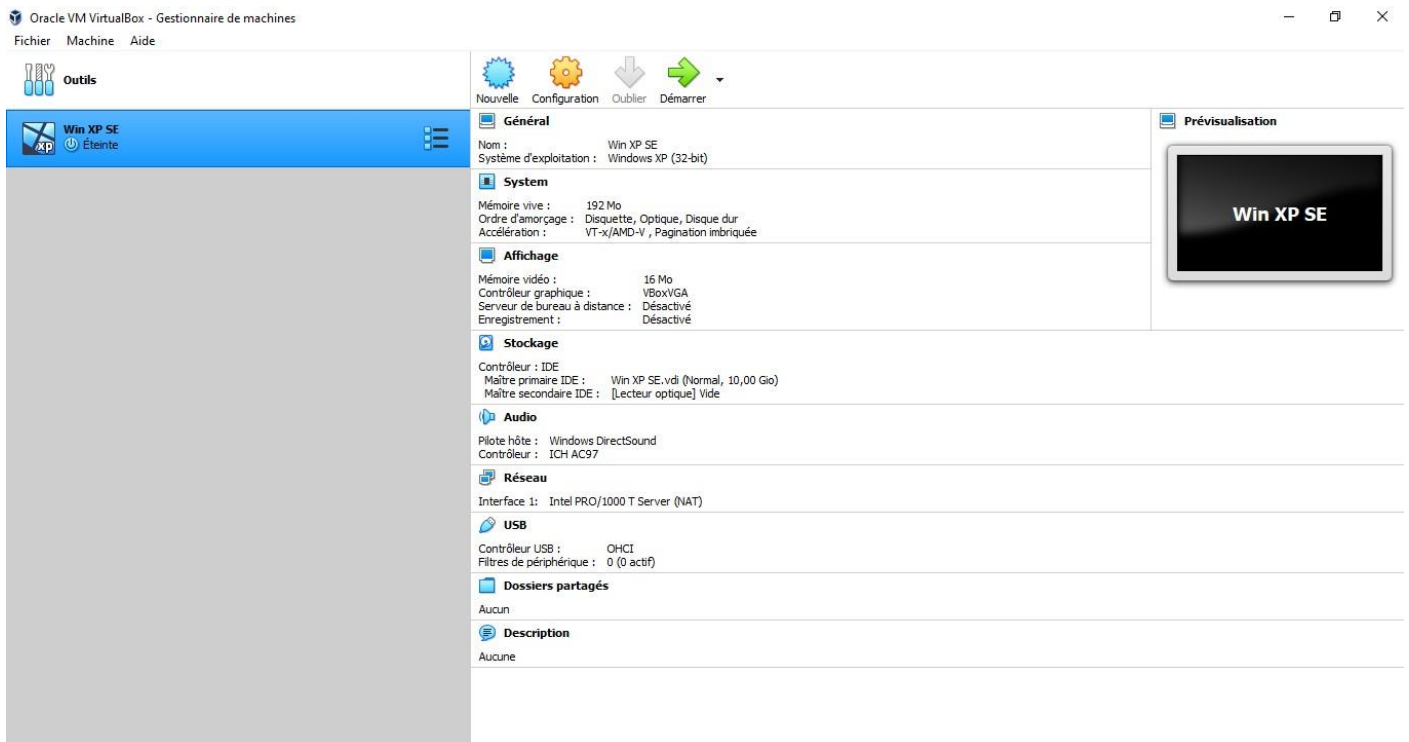 Oracle VM VirtualBox - Gestionnaire de machines
Fichier Machine Aide
Outils
Win XP SE
Éteinte
Nouvelle Configuration Oublier Démarrer
Général
Nom : Win XP SE
Système d'exploitation : Windows XP (32-bit)
System
Mémoire vive : 192 Mo
Ordre d'amorçage : Disquette, Optique, Disque dur
Accélération : VT-x/AMD-V , Pagination imbriquée
Affichage
Mémoire vidéo : 16 Mo
Contrôleur graphique : VBoxVGA
Serveur de bureau à distance : Désactivé
Enregistrement : Désactivé
Prévisualisation
Win XP SE
Stockage
Contrôleur : IDE
Maître primaire IDE : Win XP SE.vdi (Normal, 10,00 Gio)
Maître secondaire IDE : [Lecteur optique] Vide
Audio
Pilote hôte : Windows DirectSound
Contrôleur : ICH AC97
Réseau
Interface 1: Intel PRO/1000 T Server (NAT)
USB
Contrôleur USB : OHCI
Filtres de périphérique : 0 (0 actif)
Dossiers partagés
Aucun
Description
Aucune